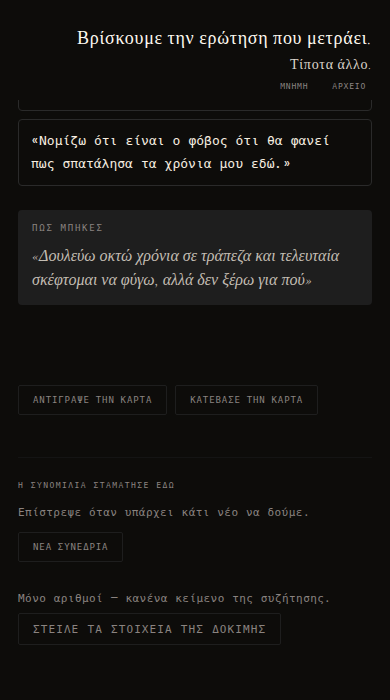 Βρίσκουμε την ερώτηση που μετράει.
Τίποτα άλλο.
ΜΝΗΜΗ ΑΡΧΕΙΟ
«Νομίζω ότι είναι ο φόβος ότι θα φανεί
πως σπατάλησα τα χρόνια μου εδώ.»
ΠΩΣ ΜΠΗΚΕΣ
«Δουλεύω οκτώ χρόνια σε τράπεζα και τελευταία
σκέφτομαι να φύγω, αλλά δεν ξέρω για πού»
ΑΝΤΙΓΡΑΨΕ ΤΗΝ ΚΑΡΤΑ ΚΑΤΕΒΑΣΕ ΤΗΝ ΚΑΡΤΑ
Η ΣΥΝΟΜΙΛΙΑ ΣΤΑΜΑΤΗΣΕ ΕΔΩ
Επίστρεψε όταν υπάρχει κάτι νέο να δούμε.
ΝΕΑ ΣΥΝΕΔΡΙΑ
Μόνο αριθμοί — κανένα κείμενο της συζήτησης.
ΣΤΕΙΛΕ ΤΑ ΣΤΟΙΧΕΙΑ ΤΗΣ ΔΟΚΙΜΗΣ